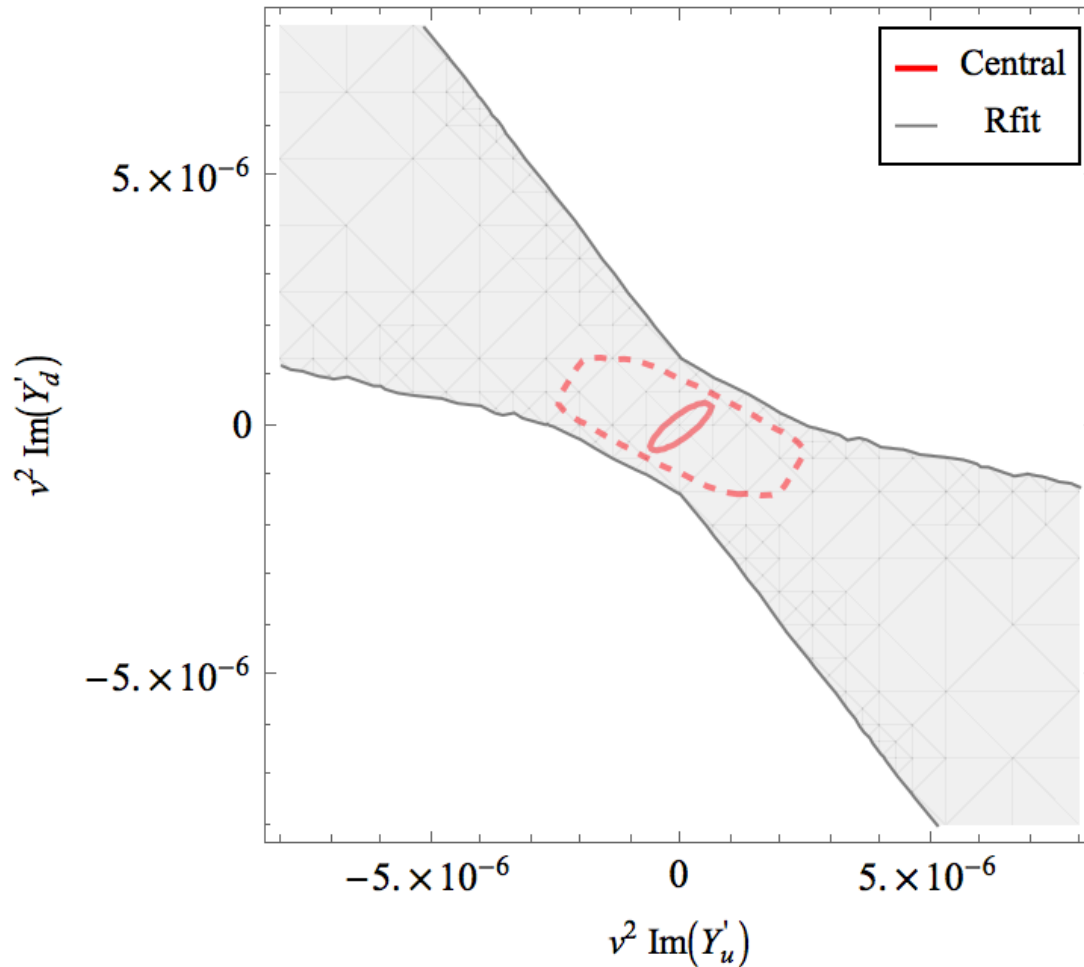 Central
Rfit
5.×10⁻⁶
0
−5.×10⁻⁶
v² Im(Y'_d)
−5.×10⁻⁶ 0 5.×10⁻⁶
v² Im(Y'_u)